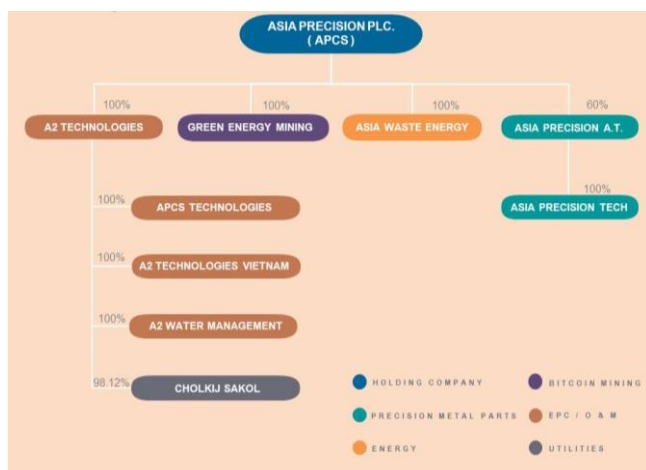 ASIA PRECISION PLC.
( APCS )
100%
100%
100%
60%
A2 TECHNOLOGIES
GREEN ENERGY MINING
ASIA WASTE ENERGY
ASIA PRECISION A.T.
100%
100%
APCS TECHNOLOGIES
ASIA PRECISION TECH
100%
A2 TECHNOLOGIES VIETNAM
100%
A2 WATER MANAGEMENT
98.12%
CHOLKIJ SAKOL
HOLDING COMPANY
BITCOIN MINING
PRECISION METAL PARTS
EPC / O & M
ENERGY
UTILITIES